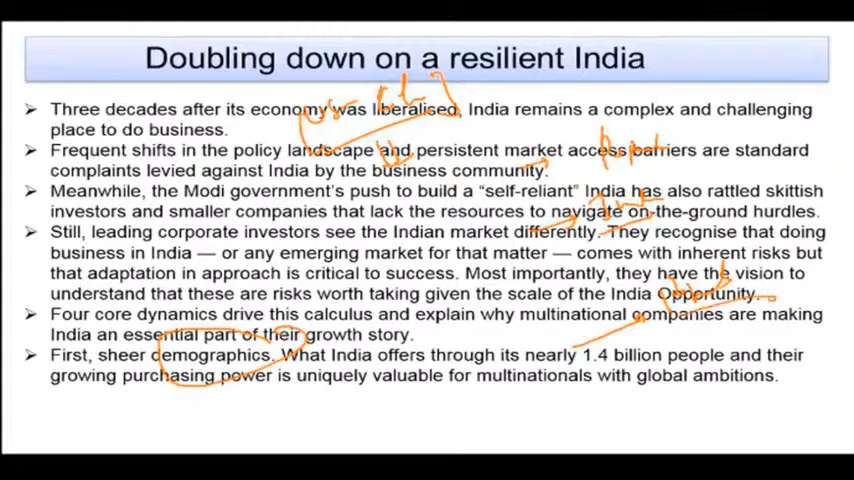 Doubling down on a resilient India
➢ Three decades after its economy was liberalised, India remains a complex and challenging
place to do business.
➢ Frequent shifts in the policy landscape and persistent market access barriers are standard
complaints levied against India by the business community.
➢ Meanwhile, the Modi government's push to build a “self-reliant” India has also rattled skittish
investors and smaller companies that lack the resources to navigate on-the-ground hurdles.
➢ Still, leading corporate investors see the Indian market differently. They recognise that doing
business in India — or any emerging market for that matter — comes with inherent risks but
that adaptation in approach is critical to success. Most importantly, they have the vision to
understand that these are risks worth taking given the scale of the India Opportunity.
➢ Four core dynamics drive this calculus and explain why multinational companies are making
India an essential part of their growth story.
➢ First, sheer demographics. What India offers through its nearly 1.4 billion people and their
growing purchasing power is uniquely valuable for multinationals with global ambitions.